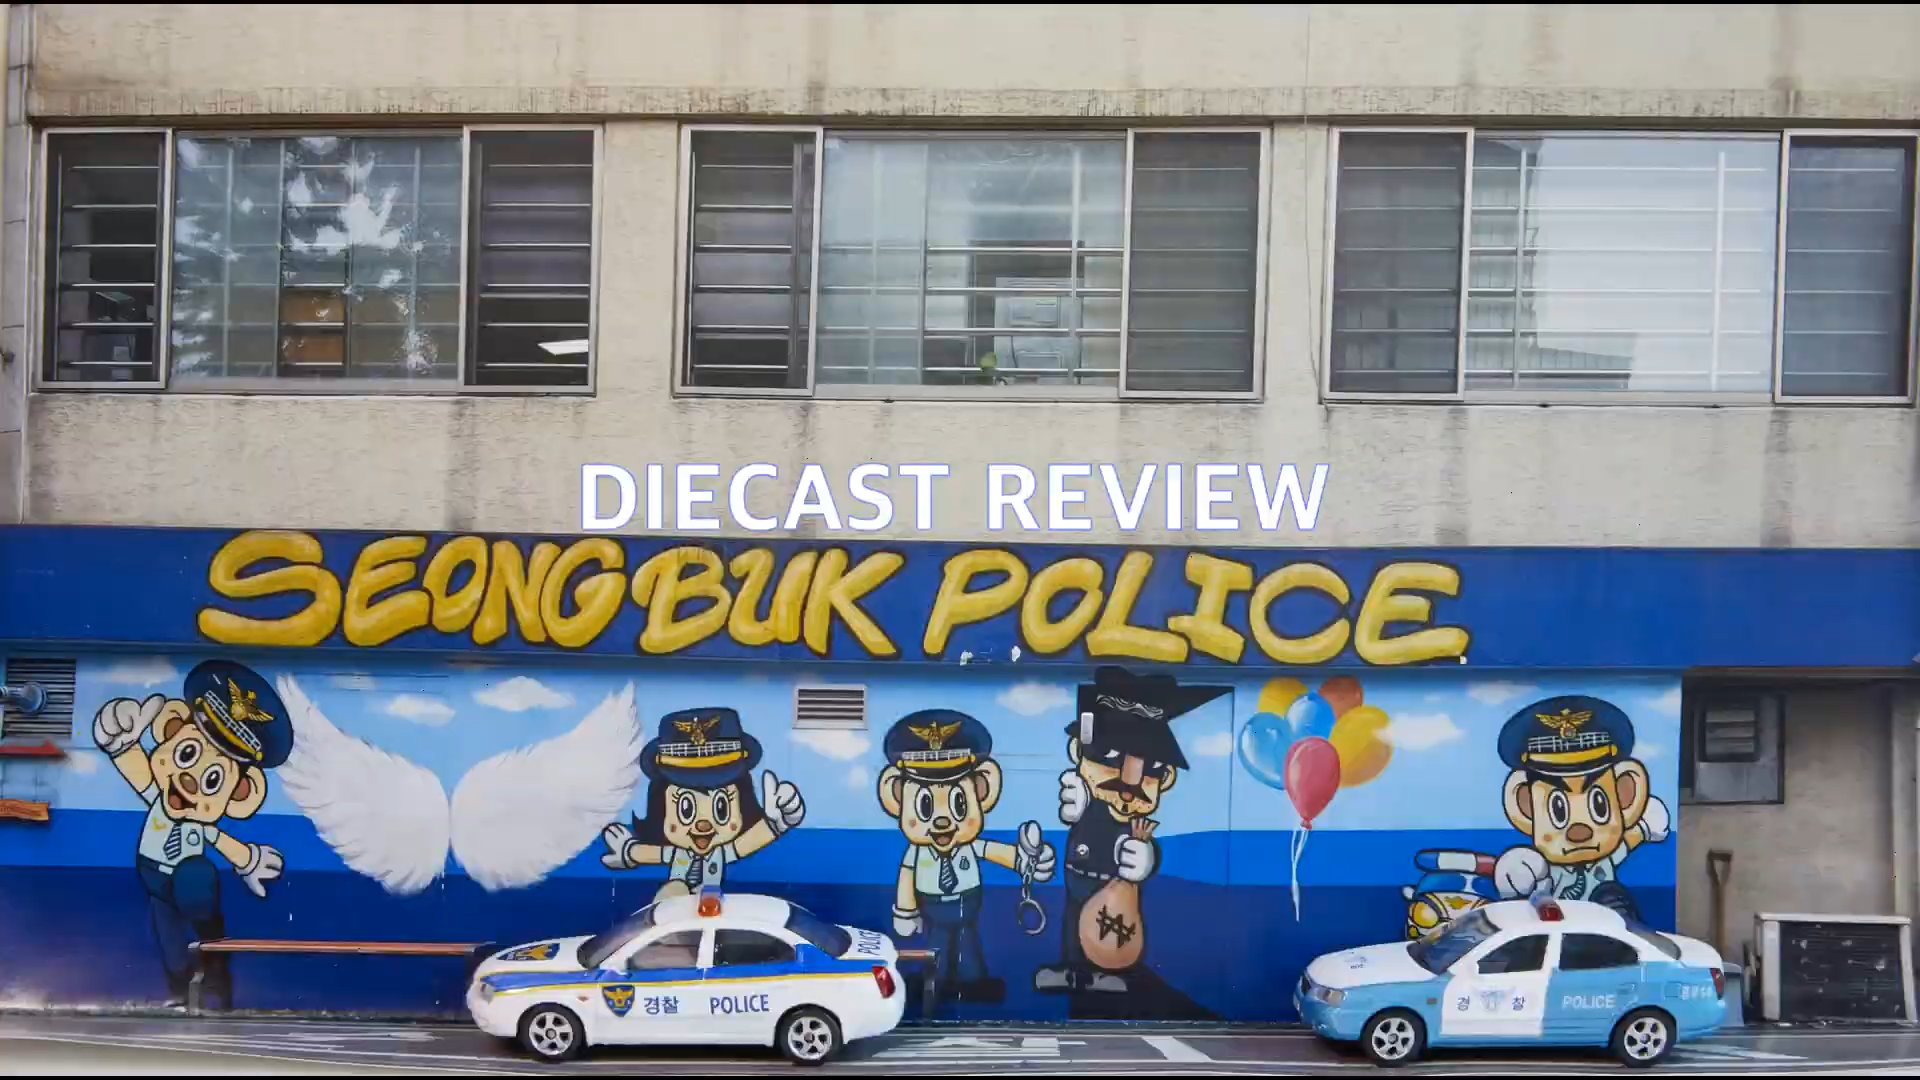 DIECAST REVIEW
SEONGBUK POLICE
POLICE
경찰 POLICE
경 찰 POLICE